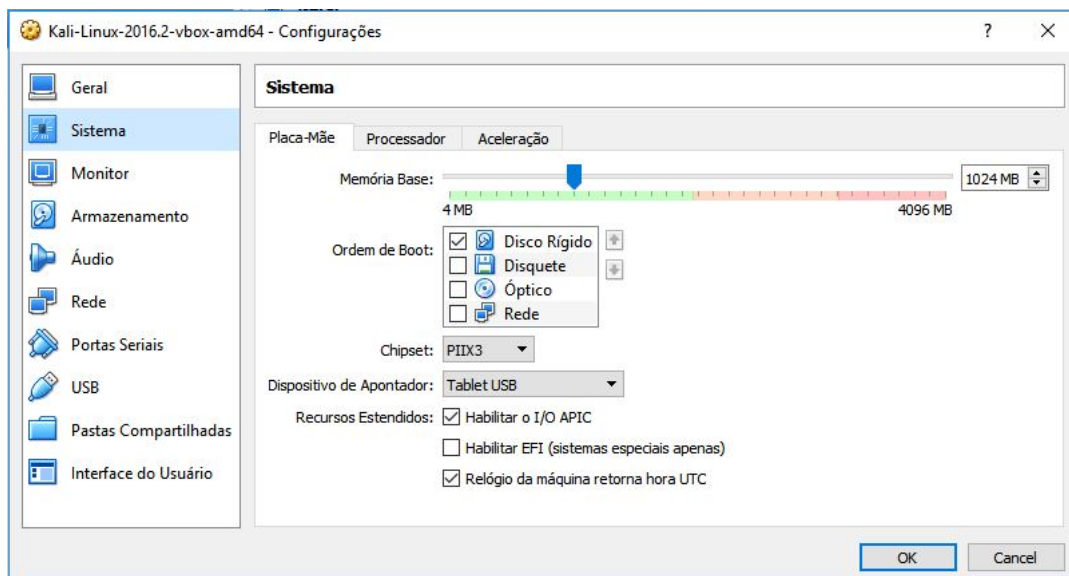 Kali-Linux-2016.2-vbox-amd64 - Configurações
? X
Geral
Sistema
Monitor
Armazenamento
Áudio
Rede
Portas Seriais
USB
Pastas Compartilhadas
Interface do Usuário
Sistema
Placa-Mãe Processador Aceleração
Memória Base: 1024 MB
4 MB 4096 MB
Ordem de Boot: Disco Rígido
Disquete
Óptico
Rede
Chipset: PIIX3
Dispositivo de Apontador: Tablet USB
Recursos Estendidos: Habilitar o I/O APIC
Habilitar EFI (sistemas especiais apenas)
Relógio da máquina retorna hora UTC
OK Cancel